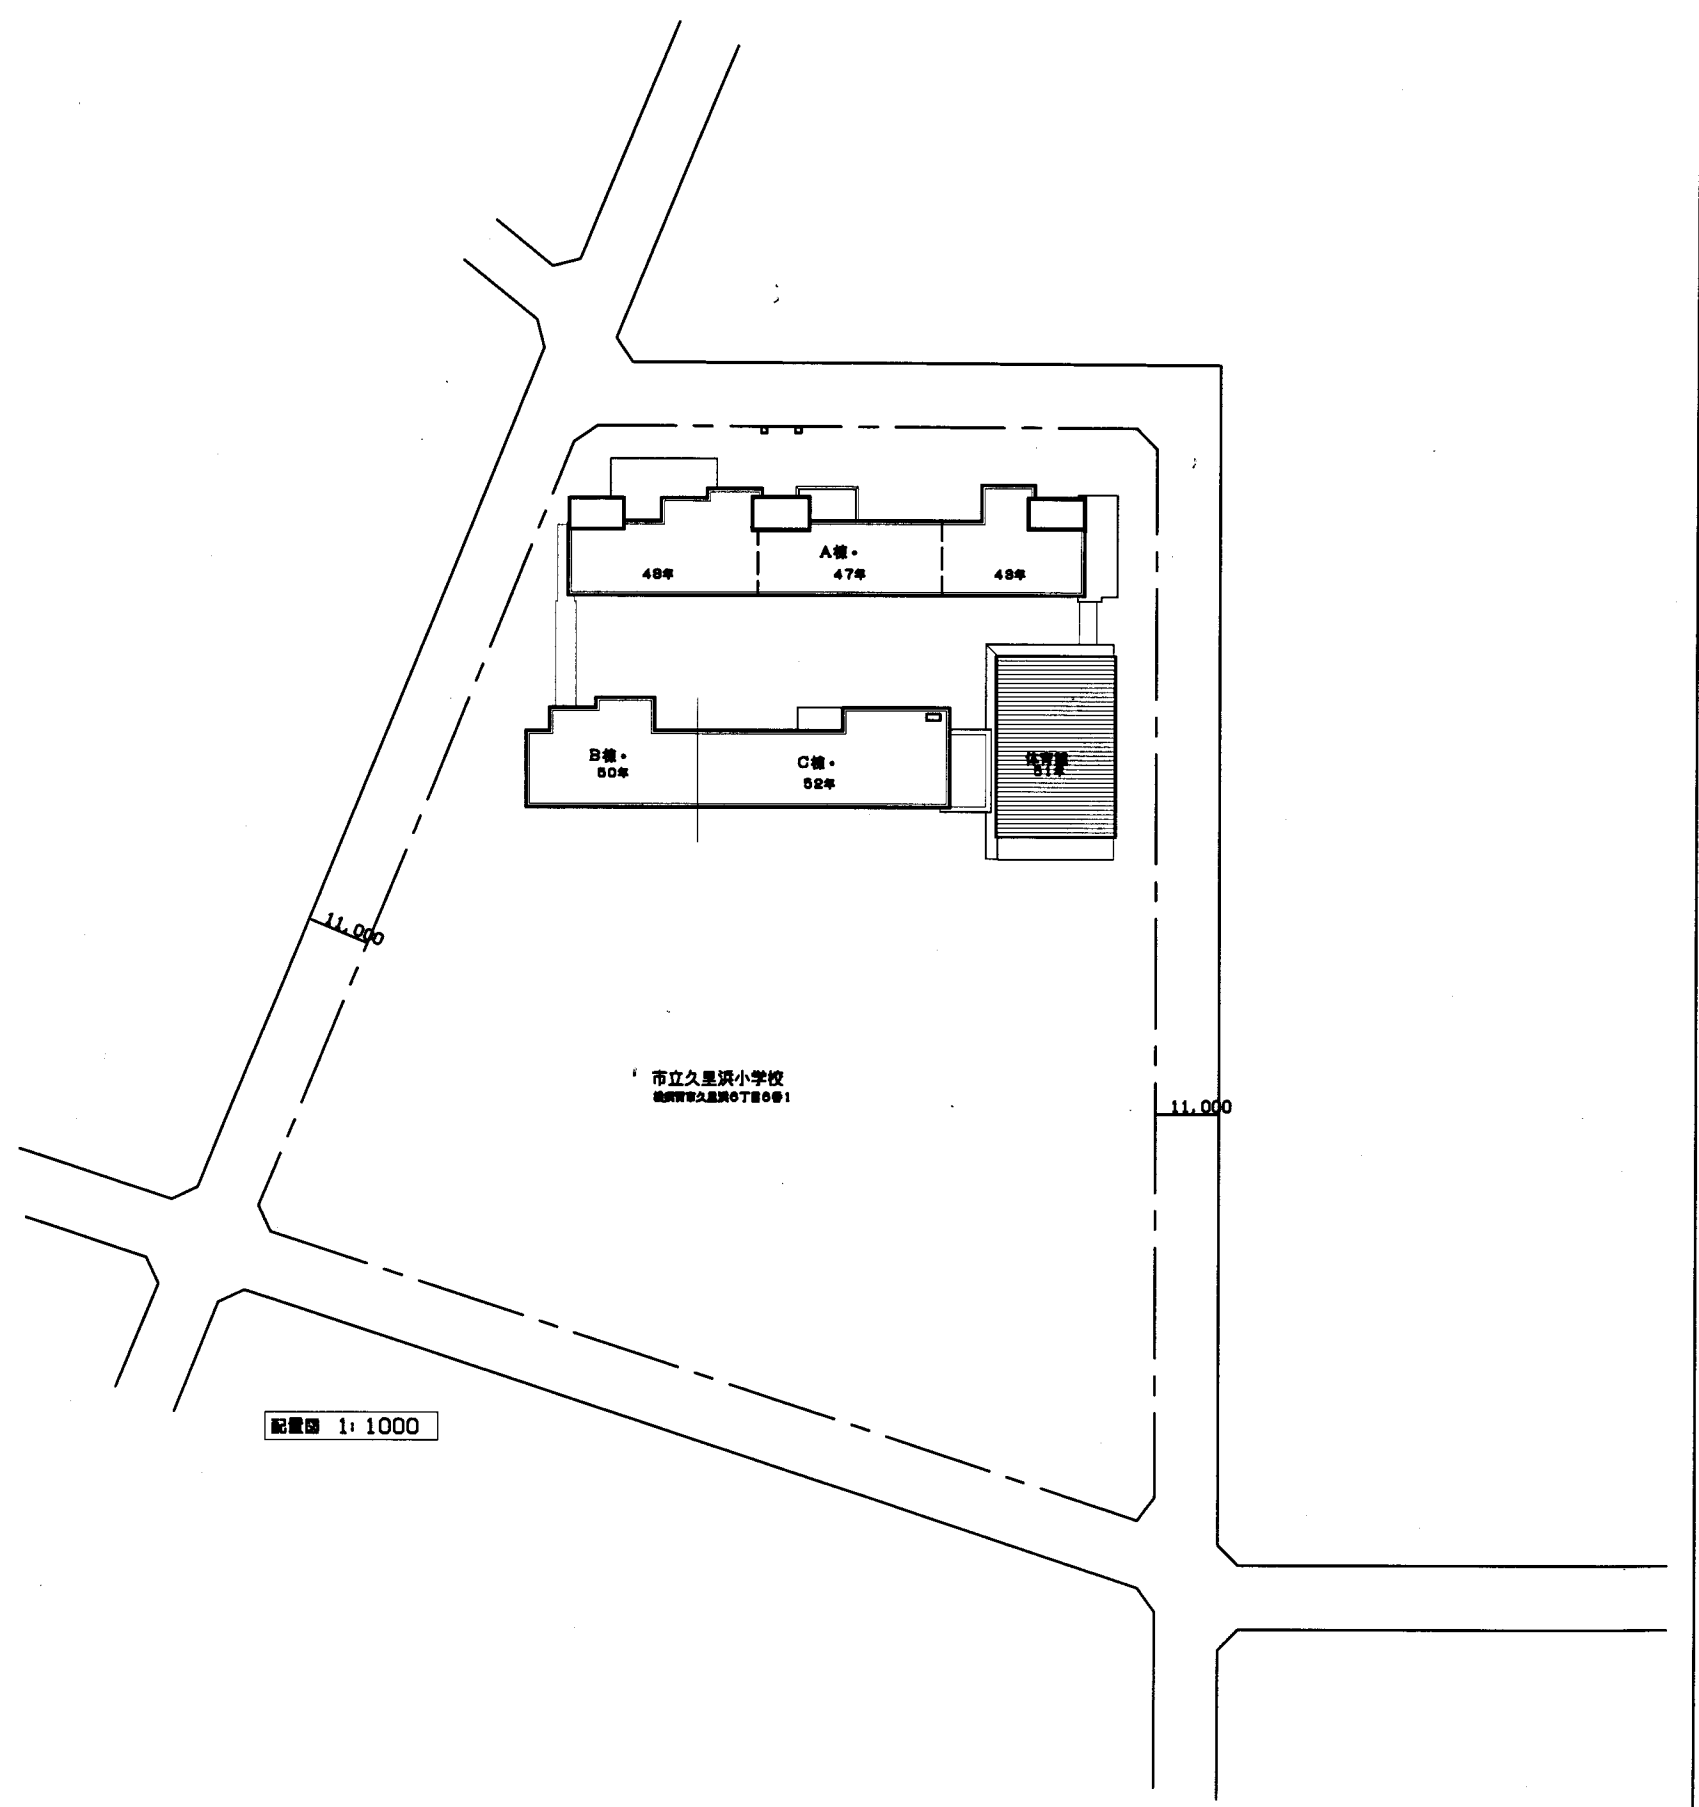 A棟・
48年
47年
48年
B棟・
50年
C棟・
52年
体育館
51年
11,000
市立久里浜小学校
横須賀市久里浜6丁目6番1
11,000
配置図 1:1000